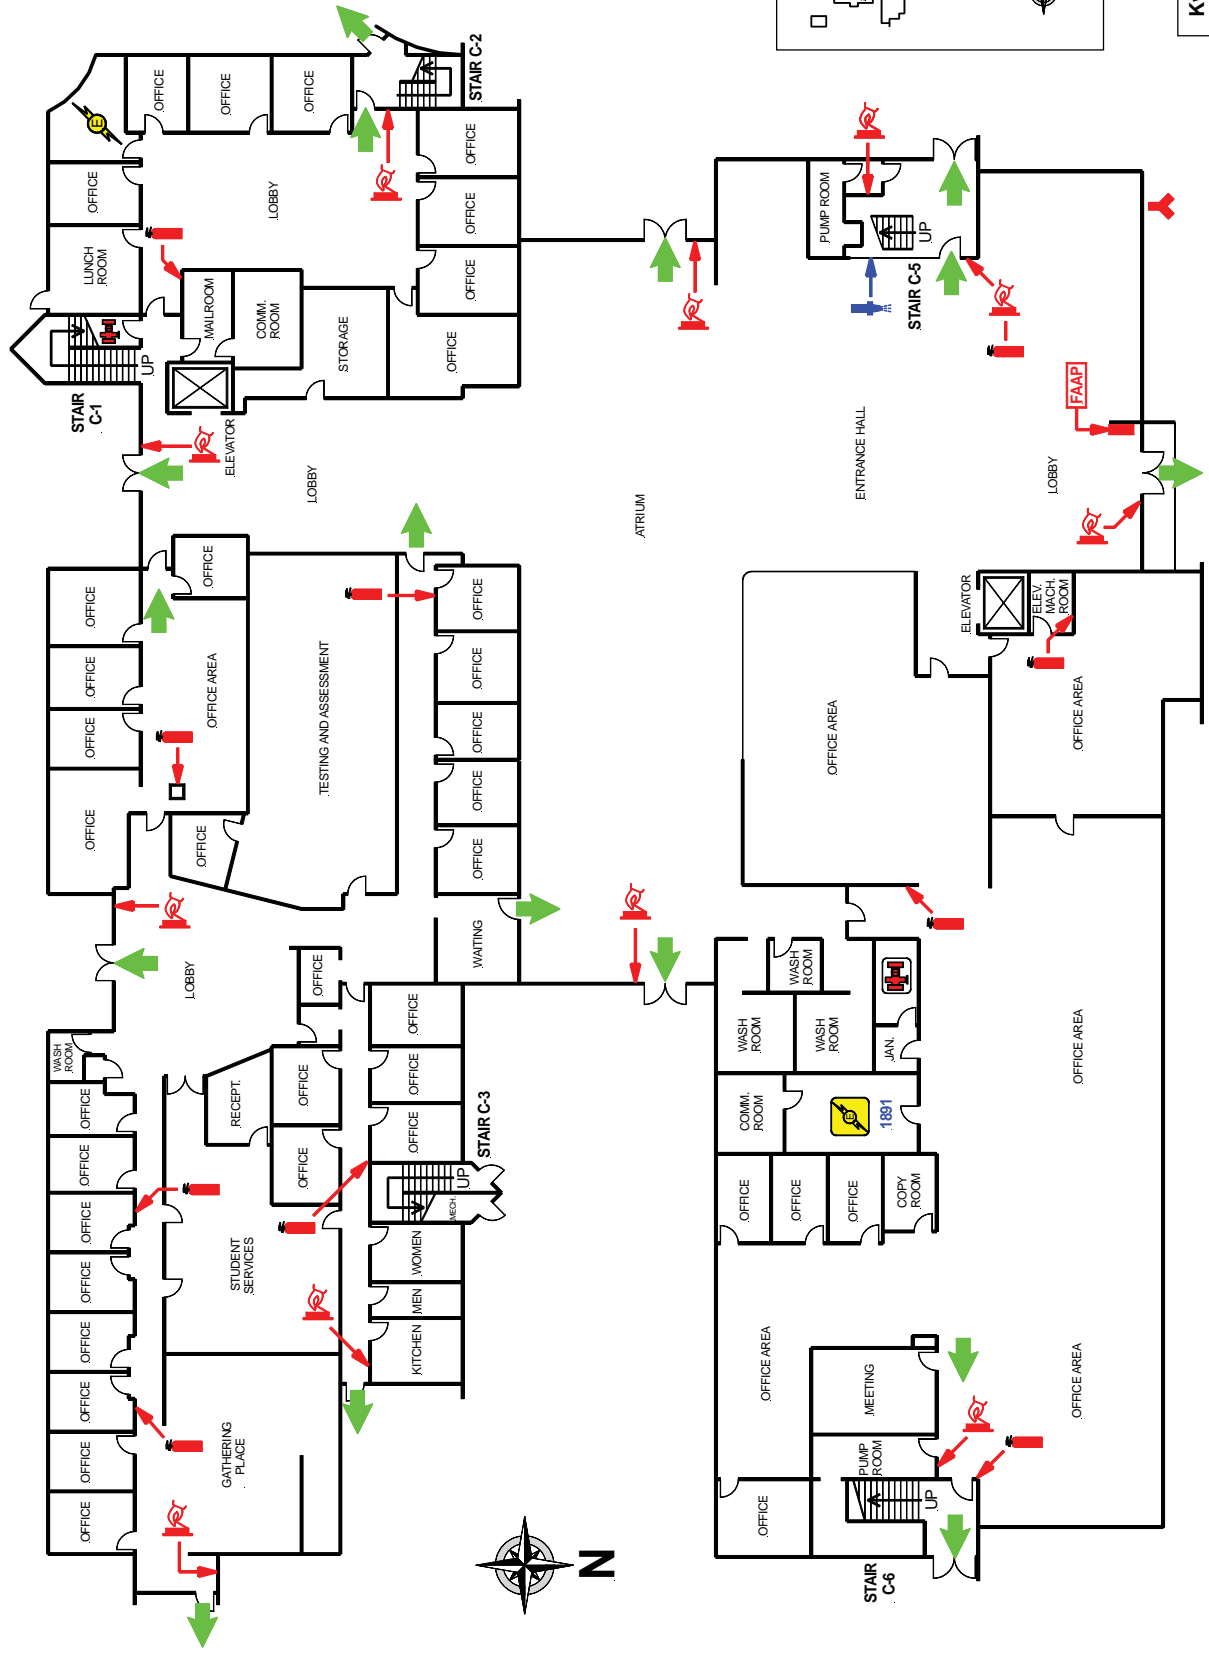 OFFICE
OFFICE
OFFICE
OFFICE
OFFICE
OFFICE
OFFICE
OFFICE
WASH
ROOM
OFFICE
OFFICE
OFFICE
OFFICE
STAIR
C-1
LUNCH
ROOM
OFFICE
E
UP
OFFICE
LOBBY
OFFICE
OFFICE AREA
OFFICE
MAILROOM
OFFICE
ELEVATOR
GATHERING
PLACE
STUDENT
SERVICES
RECEPT.
COMM.
ROOM
LOBBY
OFFICE
OFFICE
OFFICE
OFFICE
TESTING AND ASSESSMENT
LOBBY
STORAGE
KITCHEN
MEN
WOMEN
OFFICE
OFFICE
OFFICE
OFFICE
MECH.
UP
STAIR C-3
WAITING
OFFICE
OFFICE
OFFICE
OFFICE
OFFICE
OFFICE
OFFICE
OFFICE
STAIR C-2
N
ATRIUM
OFFICE
OFFICE AREA
OFFICE
COMM.
ROOM
WASH
ROOM
OFFICE
OFFICE
WASH
ROOM
WASH
ROOM
OFFICE AREA
PUMP ROOM
PUMP
ROOM
MEETING
COPY
ROOM
E
1891
JAN.
ENTRANCE HALL
STAIR
C-6
UP
STAIR C-5
UP
ELEVATOR
ELEV.
MACH.
ROOM
LOBBY
FAAP
OFFICE AREA
OFFICE AREA
OFFICE AREA